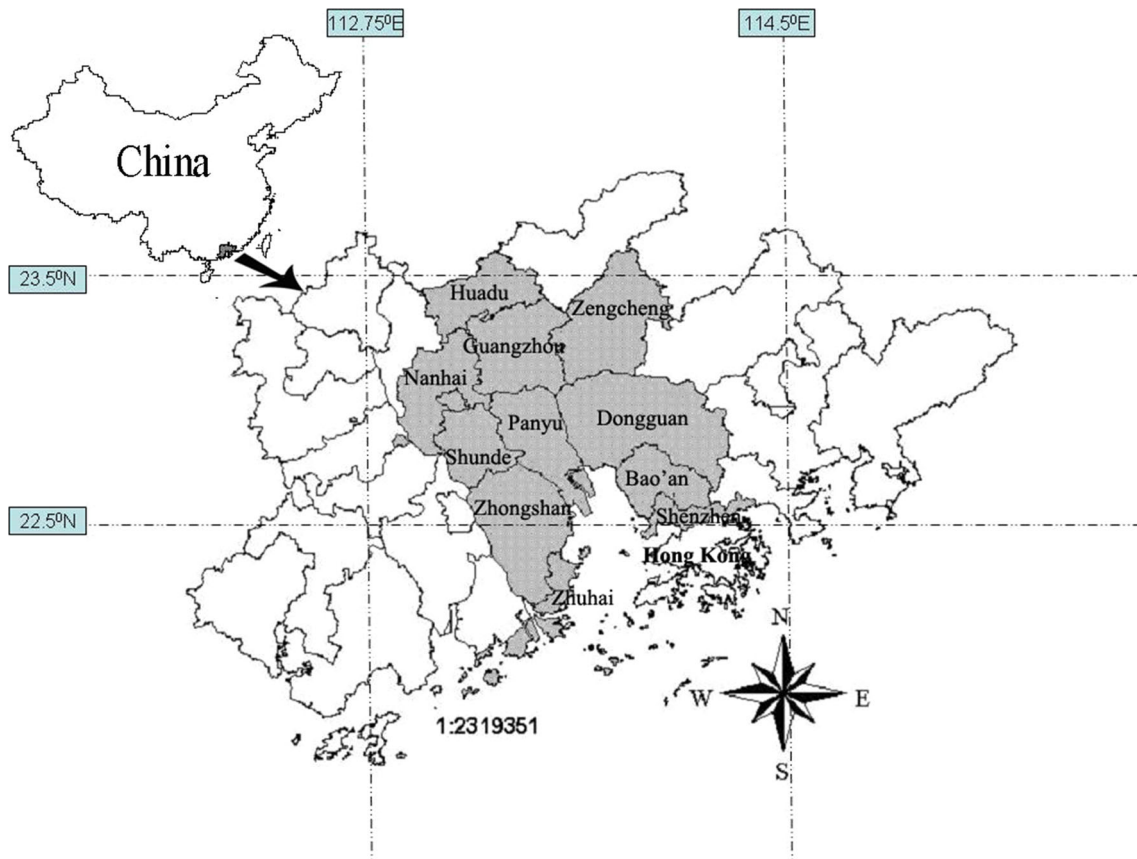 112.75⁰E
114.5⁰E
China
23.5⁰N
Huadu
Zengcheng
Guangzhou
Nanhai
Panyu
Dongguan
Shunde
Bao'an
Zhongshan
Shenzhen
22.5⁰N
Hong Kong
Zhuhai
N
W
E
1:2319351
S